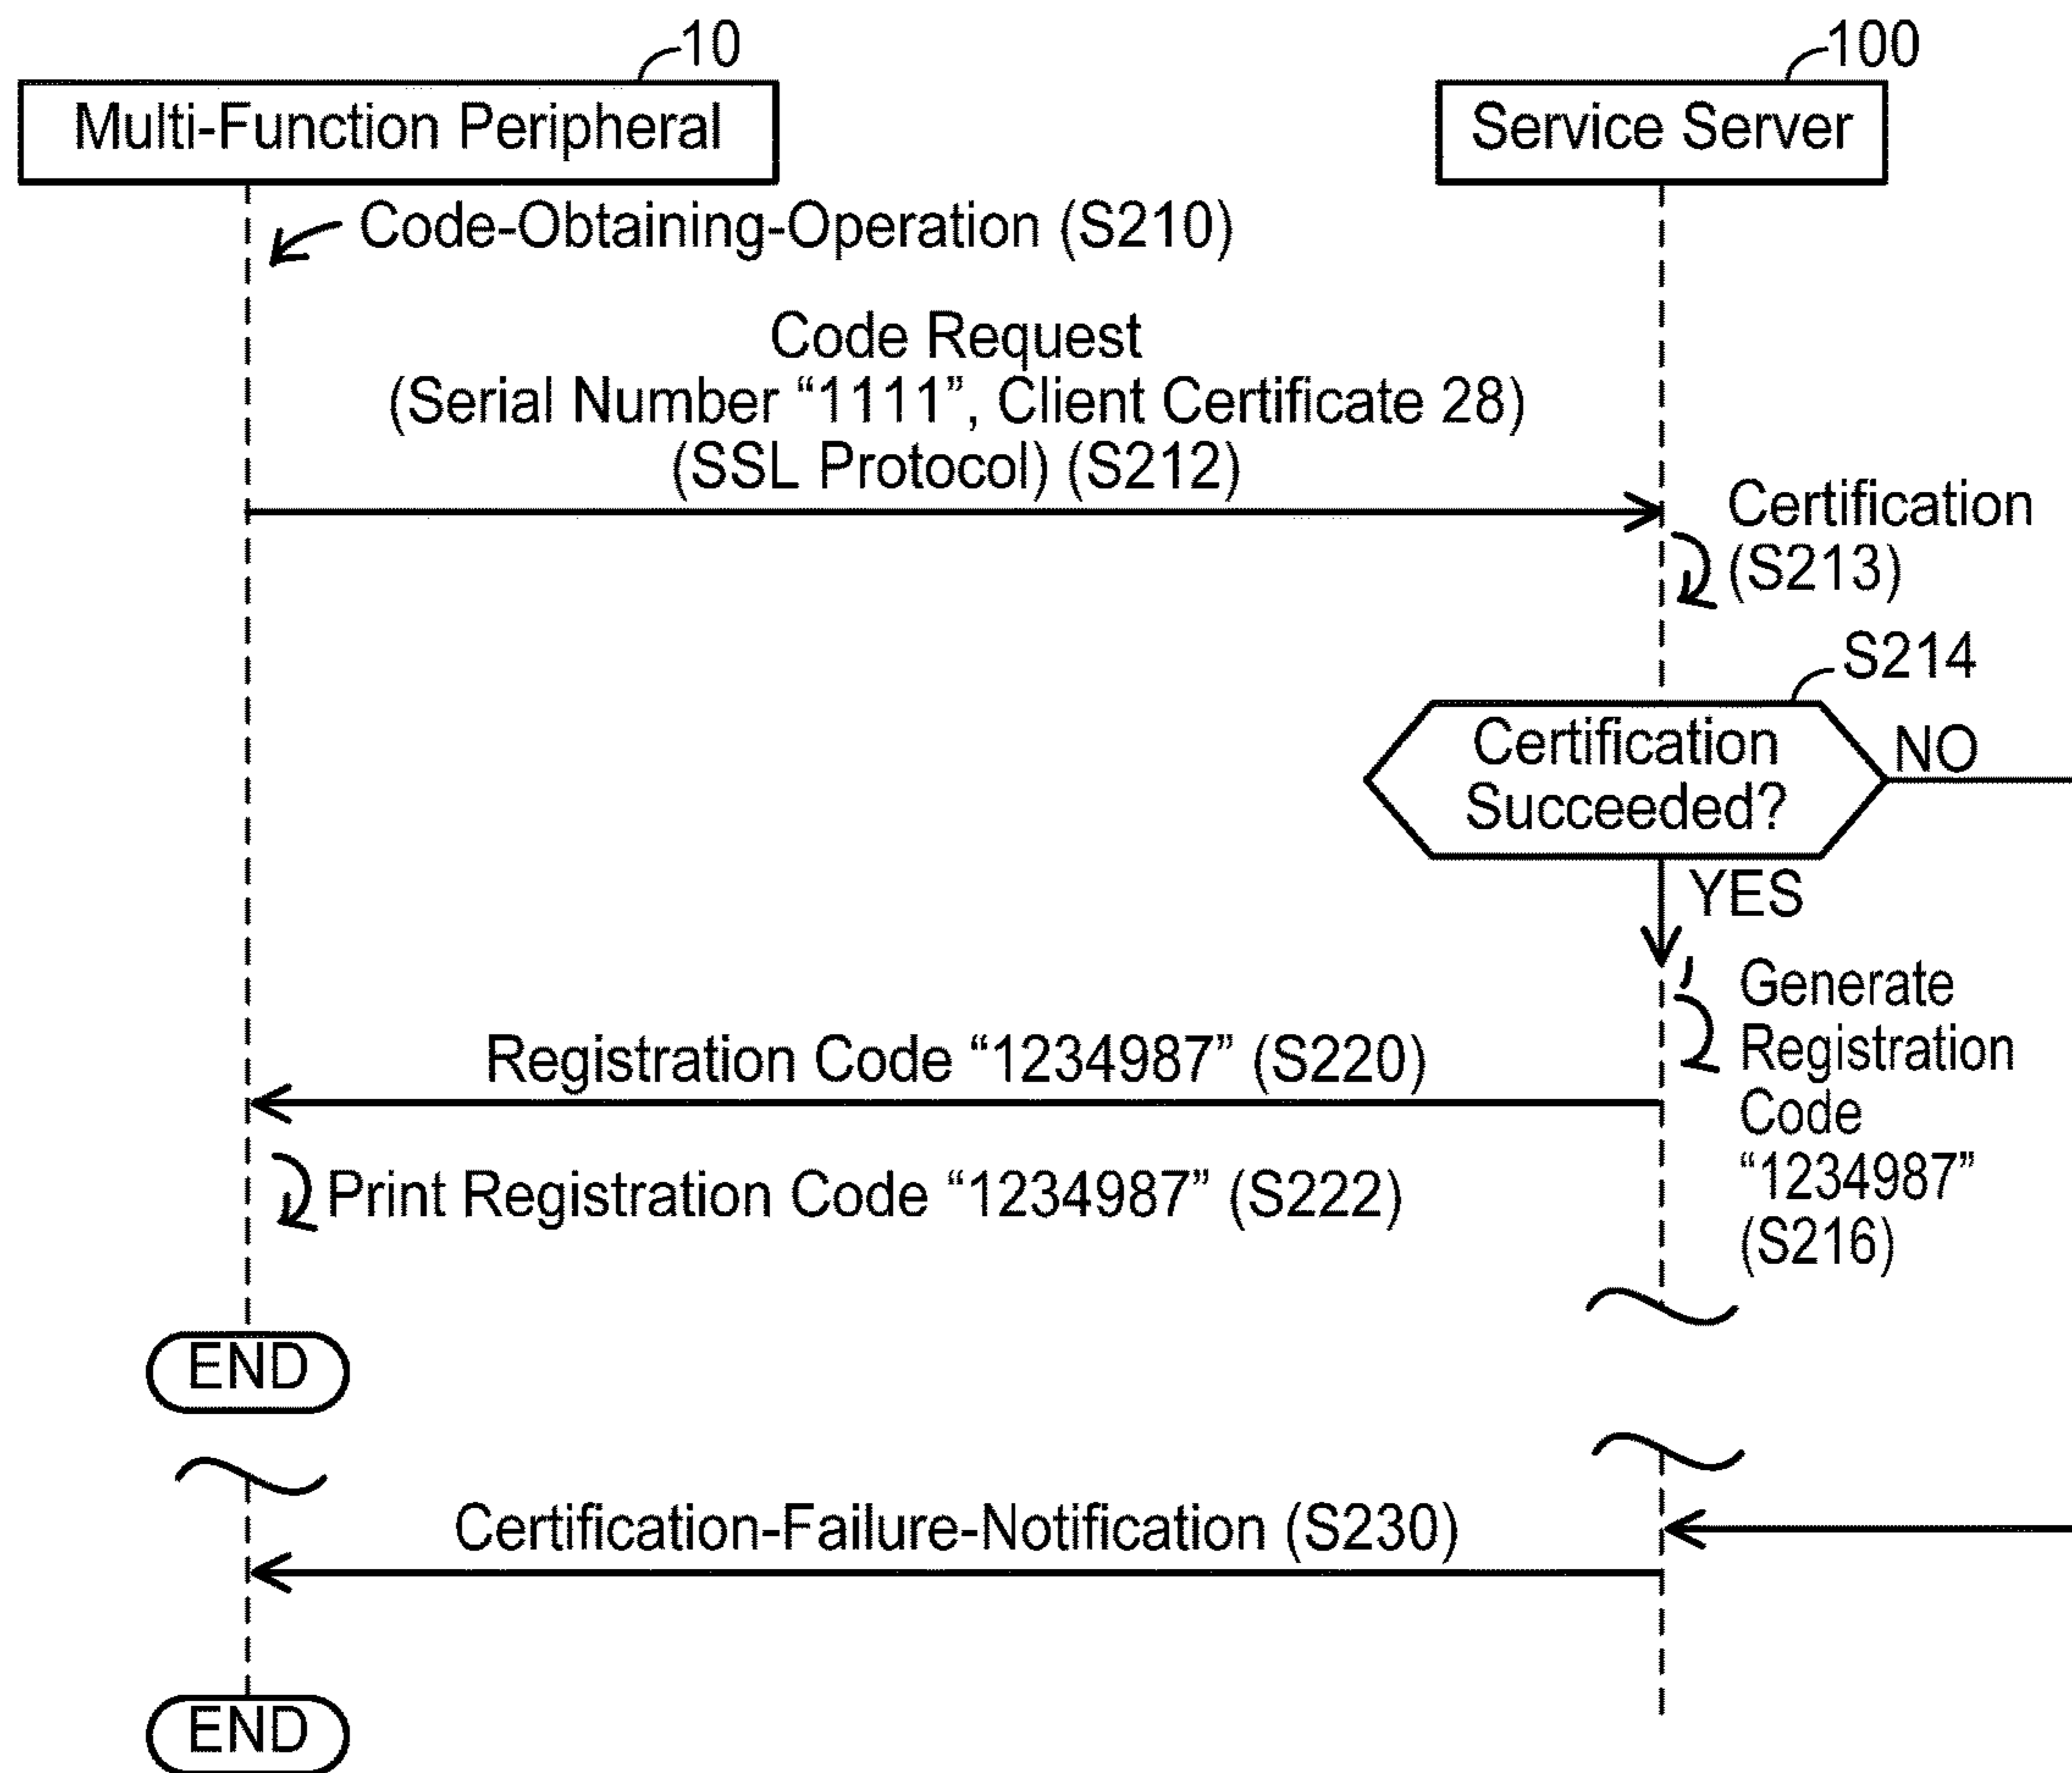 10
100
Multi-Function Peripheral
Service Server
Code-Obtaining-Operation (S210)
Code Request
(Serial Number “1111”, Client Certificate 28)
(SSL Protocol) (S212)
Certification
(S213)
S214
Certification
Succeeded?
NO
YES
Generate
Registration
Code
“1234987”
(S216)
Registration Code “1234987” (S220)
Print Registration Code “1234987” (S222)
END
Certification-Failure-Notification (S230)
END